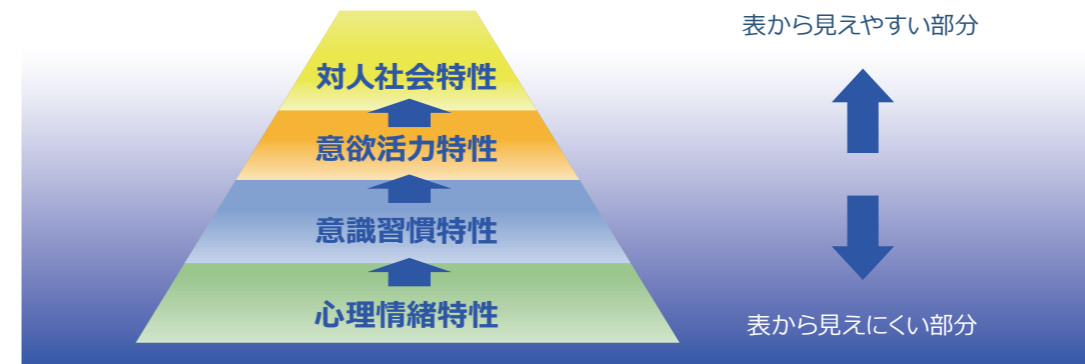 表から見えやすい部分
対人社会特性
意欲活力特性
意識習慣特性
心理情緒特性
表から見えにくい部分